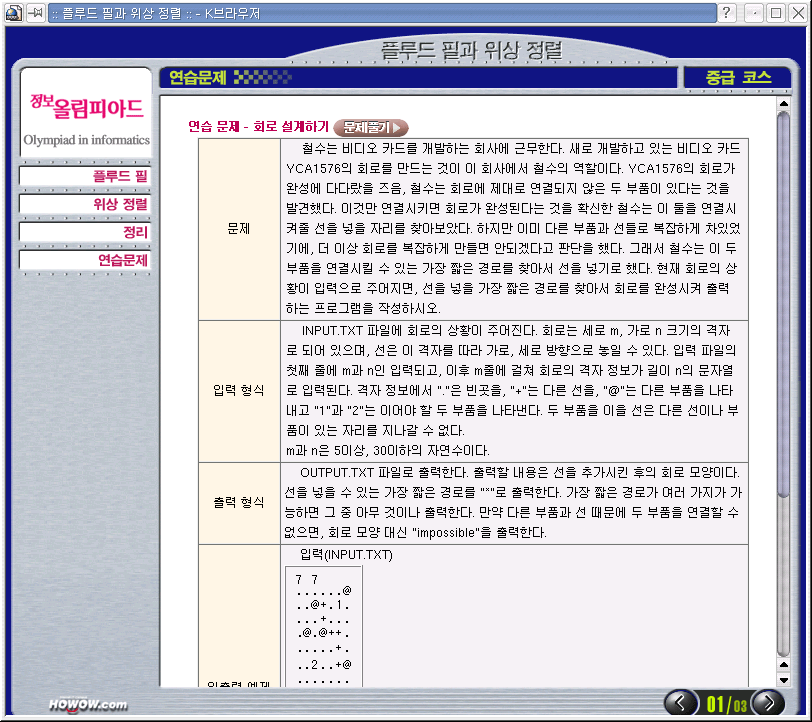 :: 플루드 필과 위상 정렬 :: - K브라우저
플루드 필과 위상 정렬
정보올림피아드
Olympiad in informatics
플루드 필
위상 정렬
정리
연습문제
연습문제
중급 코스
연습 문제 - 회로 설계하기 문제풀기
문제
철수는 비디오 카드를 개발하는 회사에 근무한다. 새로 개발하고 있는 비디오 카드
YCA1576의 회로를 만드는 것이 이 회사에서 철수의 역할이다. YCA1576의 회로가
완성에 다다랐을 즈음, 철수는 회로에 제대로 연결되지 않은 두 부품이 있다는 것을
발견했다. 이것만 연결시키면 회로가 완성된다는 것을 확신한 철수는 이 둘을 연결시
켜줄 선을 넣을 자리를 찾아보았다. 하지만 이미 다른 부품과 선들로 복잡하게 차있었
기에, 더 이상 회로를 복잡하게 만들면 안되겠다고 판단을 했다. 그래서 철수는 이 두
부품을 연결시킬 수 있는 가장 짧은 경로를 찾아서 선을 넣기로 했다. 현재 회로의 상
황이 입력으로 주어지면, 선을 넣을 가장 짧은 경로를 찾아서 회로를 완성시켜 출력
하는 프로그램을 작성하시오.
입력 형식
INPUT.TXT 파일에 회로의 상황이 주어진다. 회로는 세로 m, 가로 n 크기의 격자
로 되어 있으며, 선은 이 격자를 따라 가로, 세로 방향으로 놓일 수 있다. 입력 파일의
첫째 줄에 m과 n인 입력되고, 이후 m줄에 걸쳐 회로의 격자 정보가 길이 n의 문자열
로 입력된다. 격자 정보에서 "."은 빈곳을, "+"는 다른 선을, "@"는 다른 부품을 나타
내고 "1"과 "2"는 이어야 할 두 부품을 나타낸다. 두 부품을 이을 선은 다른 선이나 부
품이 있는 자리를 지나갈 수 없다.
m과 n은 5이상, 30이하의 자연수이다.
출력 형식
OUTPUT.TXT 파일로 출력한다. 출력할 내용은 선을 추가시킨 후의 회로 모양이다.
선을 넣을 수 있는 가장 짧은 경로를 "*"로 출력한다. 가장 짧은 경로가 여러 가지가 가
능하면 그 중 아무 것이나 출력한다. 만약 다른 부품과 선 때문에 두 부품을 연결할 수
없으면, 회로 모양 대신 "impossible"을 출력한다.
입출력 예제
입력(INPUT.TXT)
7 7
......@
..@+.1.
...+...
.@.@++.
.....+.
..2..+@
.......
HOWOW.com
01/03